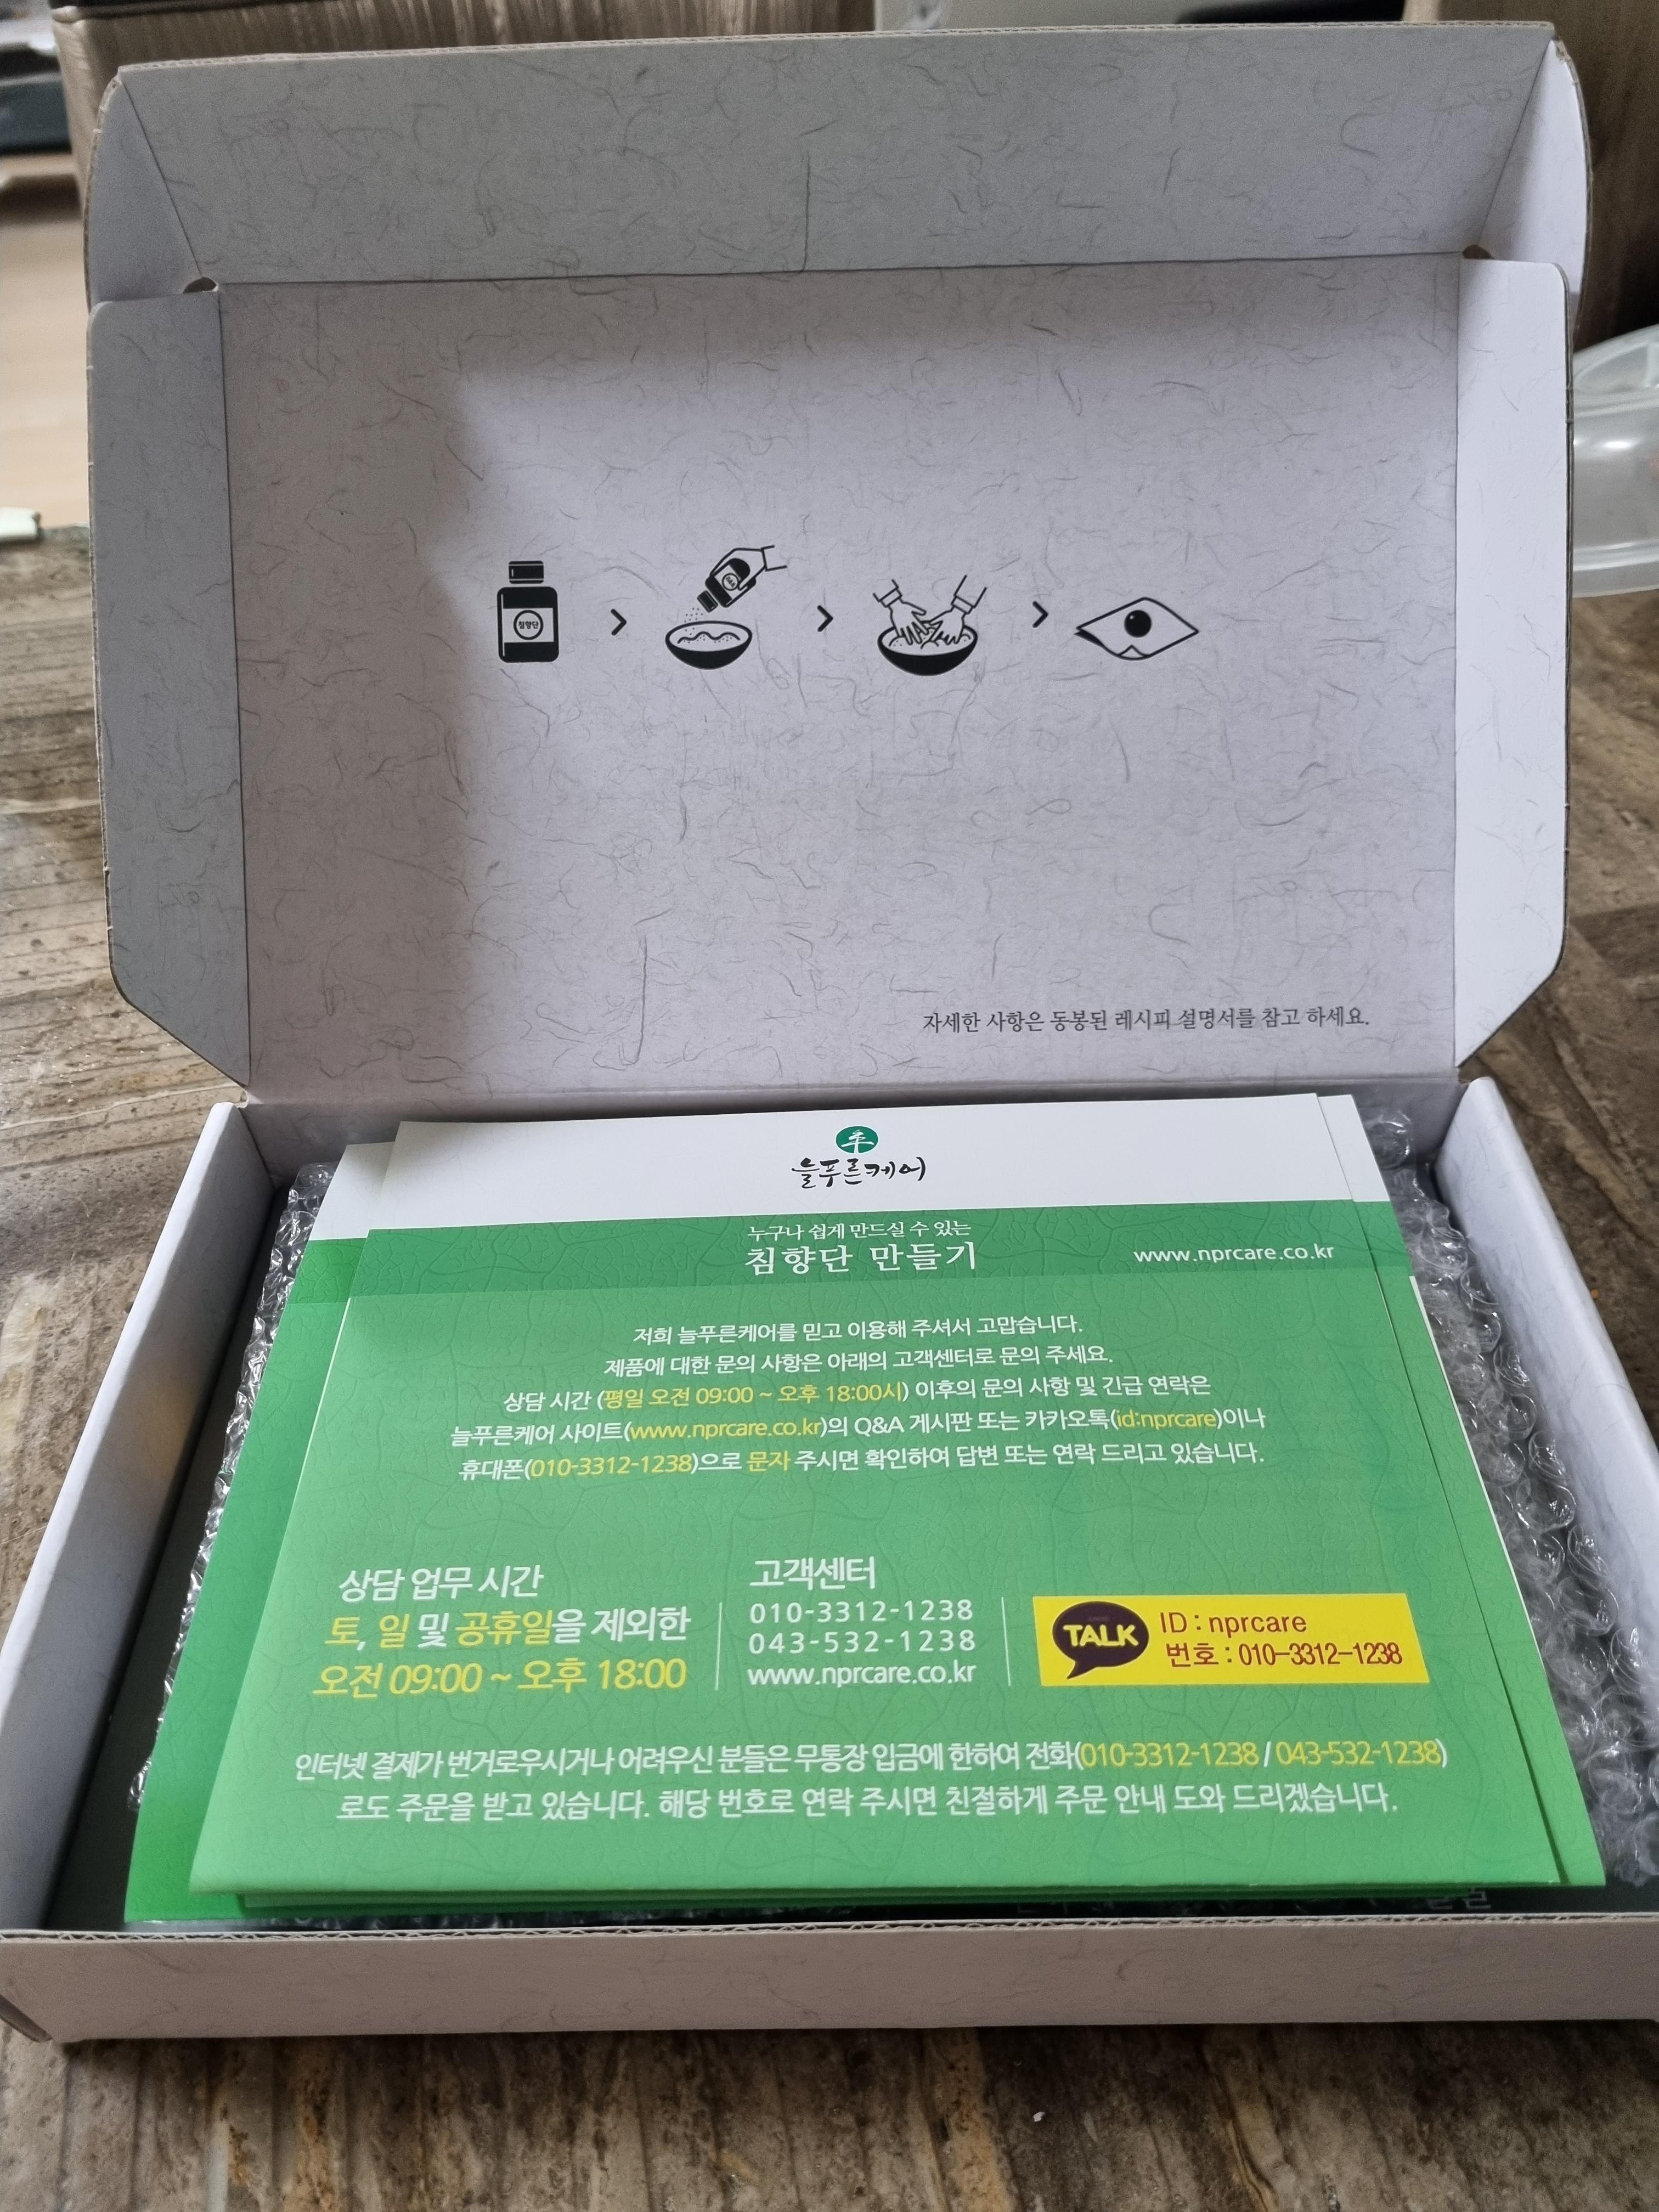 침향단
자세한 사항은 동봉된 레시피 설명서를 참고 하세요.
늘푸른케어
누구나 쉽게 만드실 수 있는
침향단 만들기
www.nprcare.co.kr
저희 늘푸른케어를 믿고 이용해 주셔서 고맙습니다.
제품에 대한 문의 사항은 아래의 고객센터로 문의 주세요.
상담 시간 (평일 오전 09:00 ~ 오후 18:00시) 이후의 문의 사항 및 긴급 연락은
늘푸른케어 사이트(www.nprcare.co.kr)의 Q&A 게시판 또는 카카오톡(id:nprcare)이나
휴대폰(010-3312-1238)으로 문자 주시면 확인하여 답변 또는 연락 드리고 있습니다.
상담 업무 시간
토, 일 및 공휴일을 제외한
오전 09:00 ~ 오후 18:00
고객센터
010-3312-1238
043-532-1238
www.nprcare.co.kr
TALK
ID : nprcare
번호 : 010-3312-1238
인터넷 결제가 번거로우시거나 어려우신 분들은 무통장 입금에 한하여 전화(010-3312-1238 / 043-532-1238)
로도 주문을 받고 있습니다. 해당 번호로 연락 주시면 친절하게 주문 안내 도와 드리겠습니다.